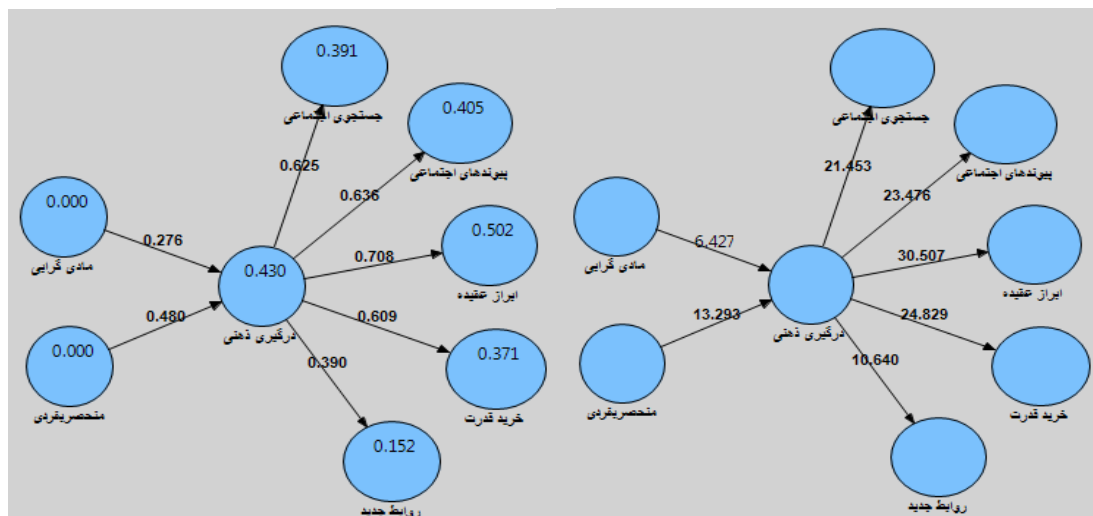 0.391
جستجوی اجتماعی
0.405
پیوندهای اجتماعی
0.625
0.636
0.000
مادی گرایی
0.276
0.502
ابراز عقیده
0.708
0.430
درگیری ذهنی
0.480
0.000
منحصربفردی
0.609
0.371
خرید قدرت
0.390
0.152
روابط جدید
جستجوی اجتماعی
پیوندهای اجتماعی
21.453
23.476
مادی گرایی
6.427
30.507
ابراز عقیده
درگیری ذهنی
13.293
منحصربفردی
24.829
خرید قدرت
10.640
روابط جدید